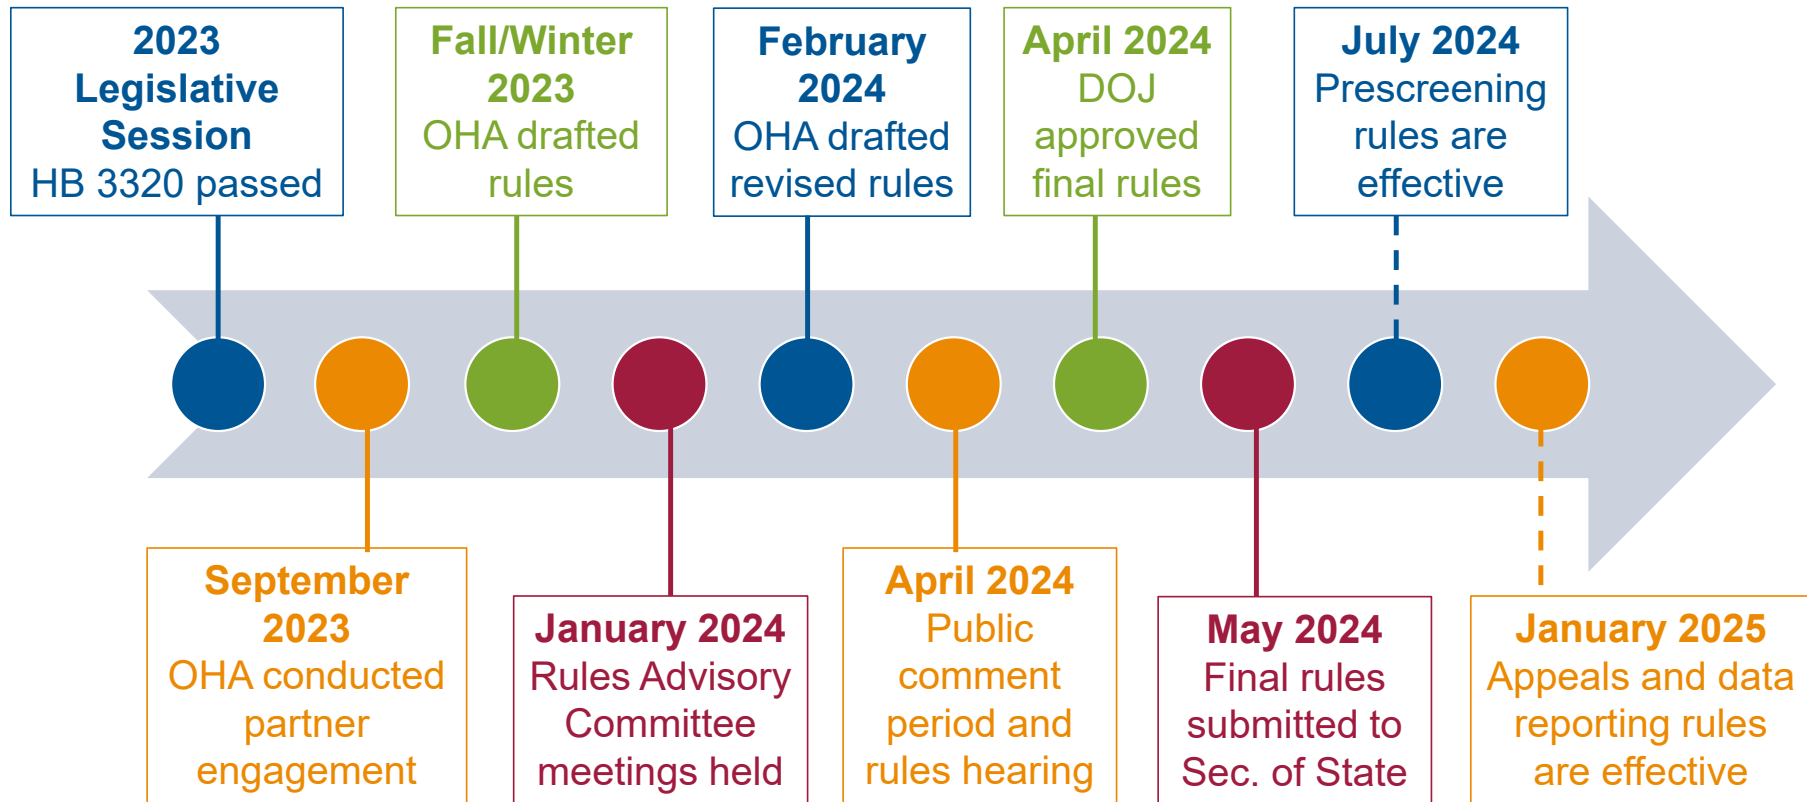 2023
Legislative
Session
HB 3320 passed
Fall/Winter
2023
OHA drafted
rules
February
2024
OHA drafted
revised rules
April 2024
DOJ
approved
final rules
July 2024
Prescreening
rules are
effective
September
2023
OHA conducted
partner
engagement
January 2024
Rules Advisory
Committee
meetings held
April 2024
Public
comment
period and
rules hearing
May 2024
Final rules
submitted to
Sec. of State
January 2025
Appeals and data
reporting rules
are effective